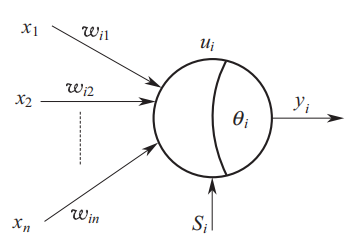 x₁ wᵢ₁ uᵢ
x₂ wᵢ₂ θᵢ yᵢ
xₙ wᵢₙ Sᵢ